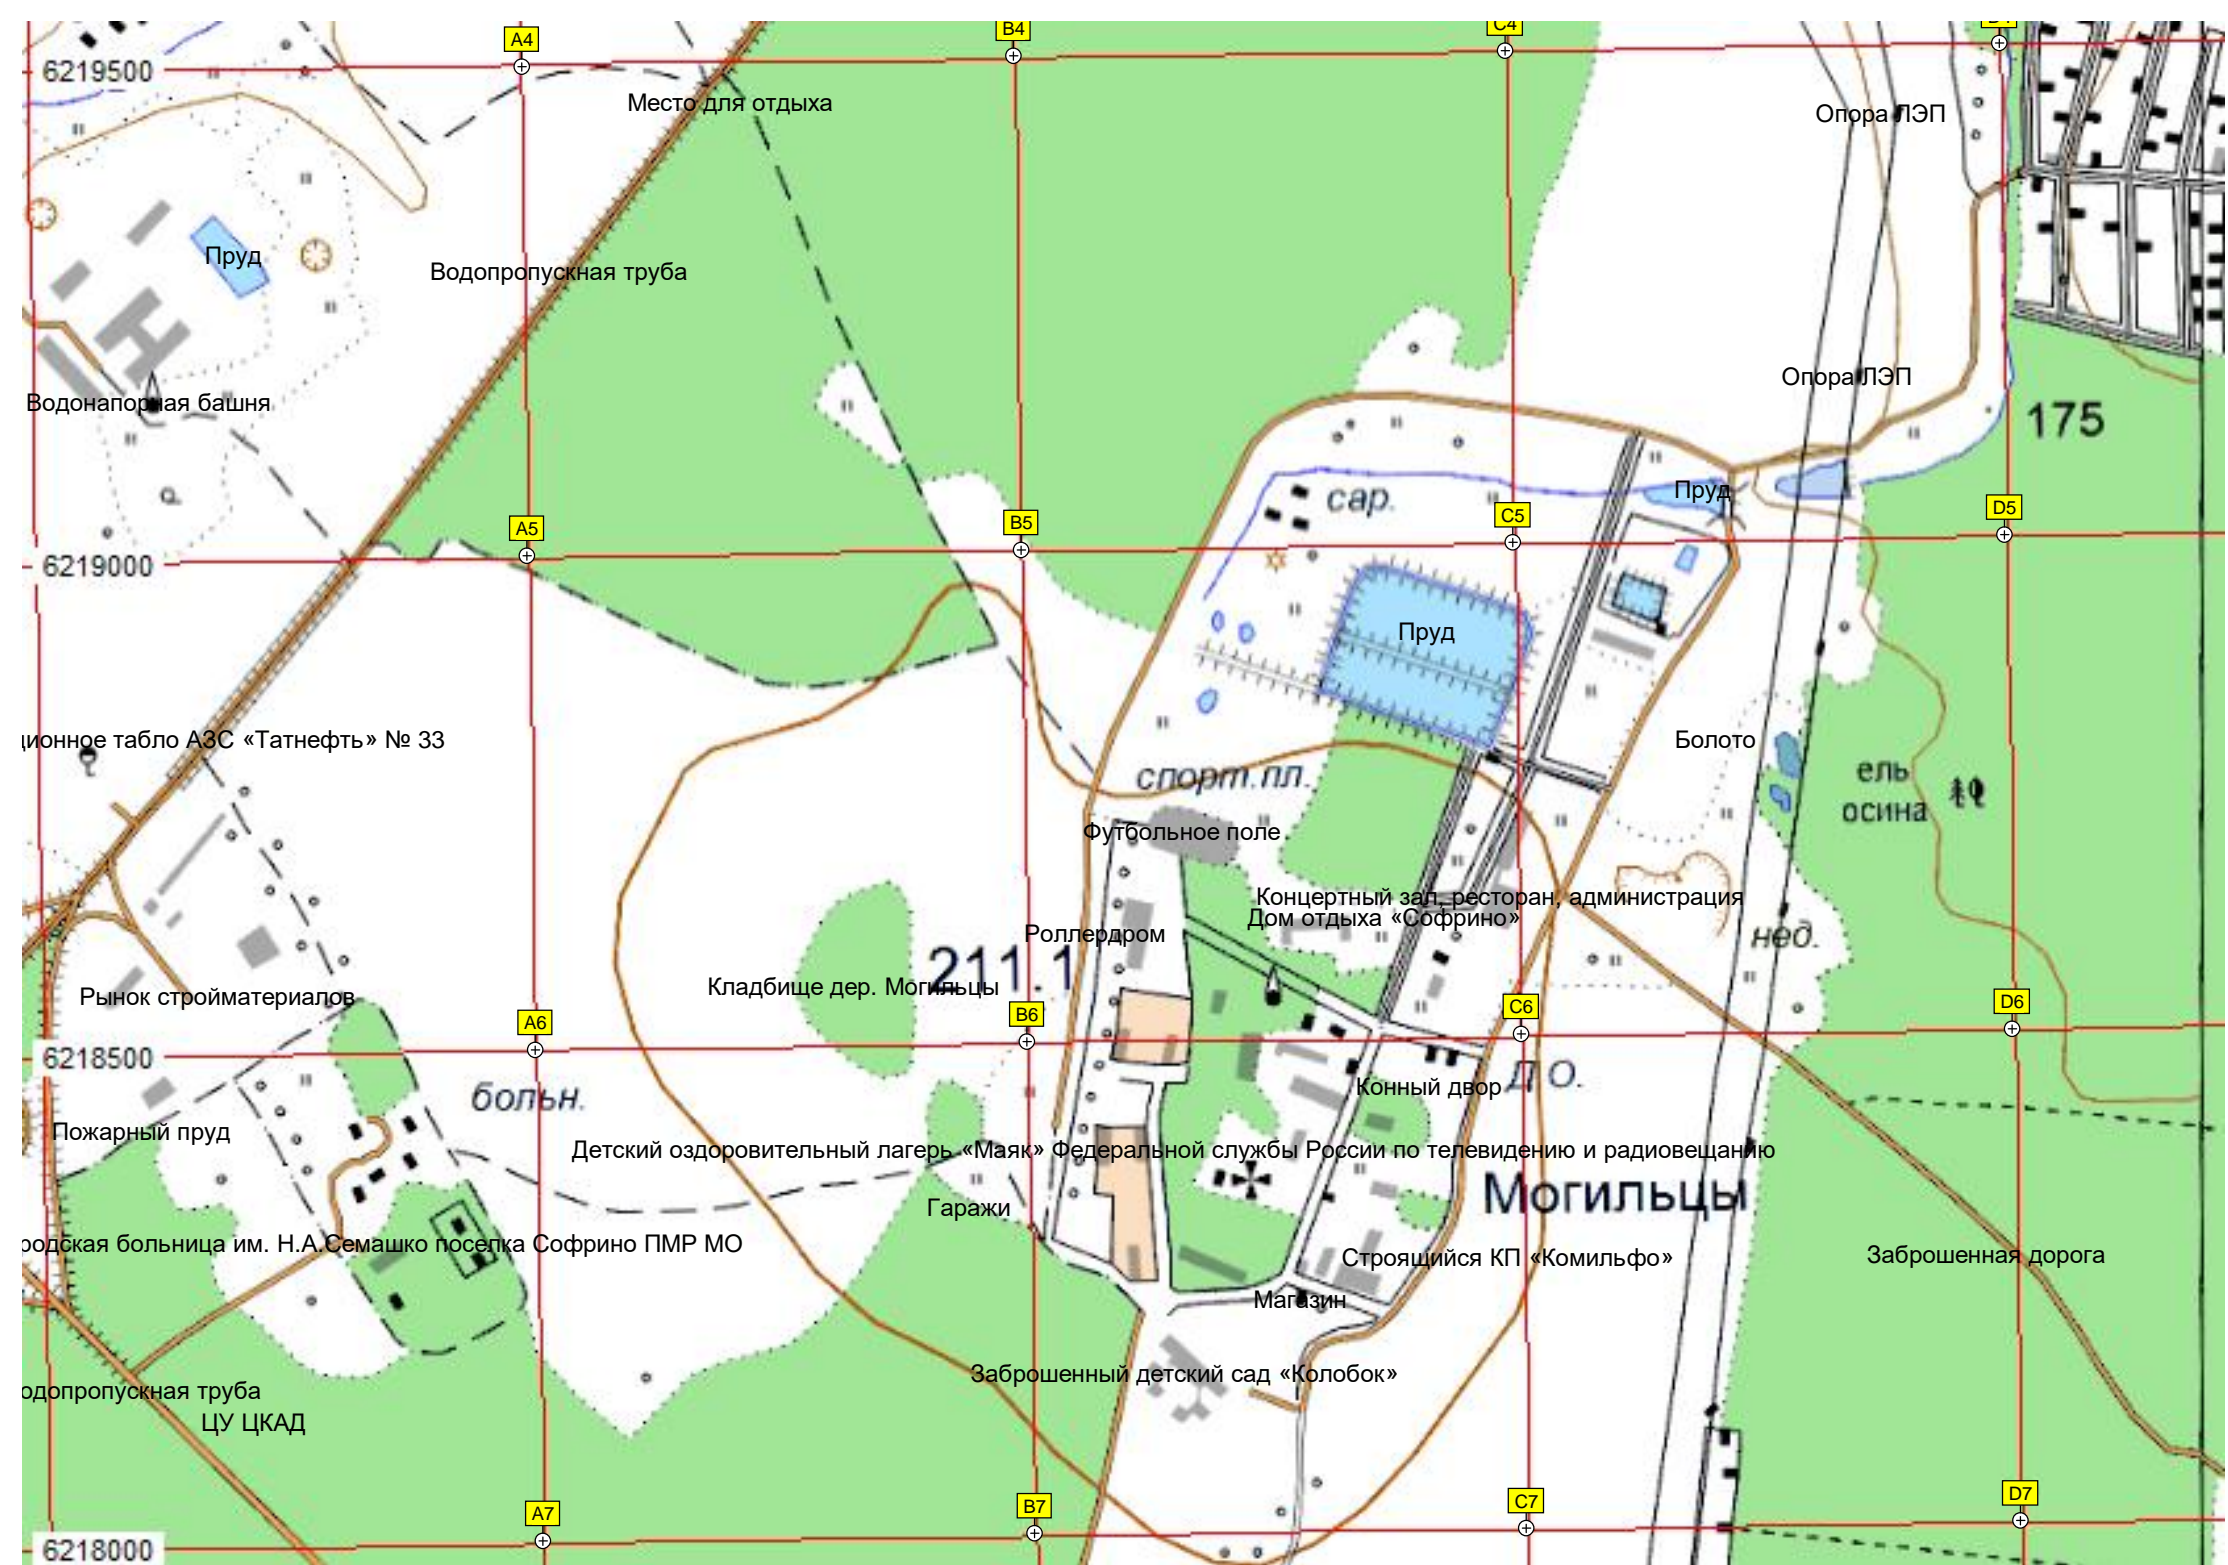 B4
C4
A4
6219500
Место для отдыха
Опора ЛЭП
Пруд
Водопропускная труба
Опора ЛЭП
Водонапорная башня
175
Пруд
сар.
A5
B5
C5
D5
6219000
Пруд
ционное табло АЗС «Татнефть» № 33
Болото
спорт.пл.
ель
осина
Футбольное поле
Концертный зал, ресторан, администрация
Дом отдыха «Софрино»
Роллердром
нед.
211.1
Кладбище дер. Могильцы
Рынок стройматериалов
A6
B6
C6
D6
6218500
больн.
Конный двор
Д.О.
Пожарный пруд
Детский оздоровительный лагерь «Маяк» Федеральной службы России по телевидению и радиовещанию
Могильцы
Гаражи
родская больница им. Н.А.Семашко поселка Софрино ПМР МО
Строящийся КП «Комильфо»
Заброшенная дорога
Магазин
Заброшенный детский сад «Колобок»
одопропускная труба
ЦУ ЦКАД
A7
B7
C7
D7
6218000